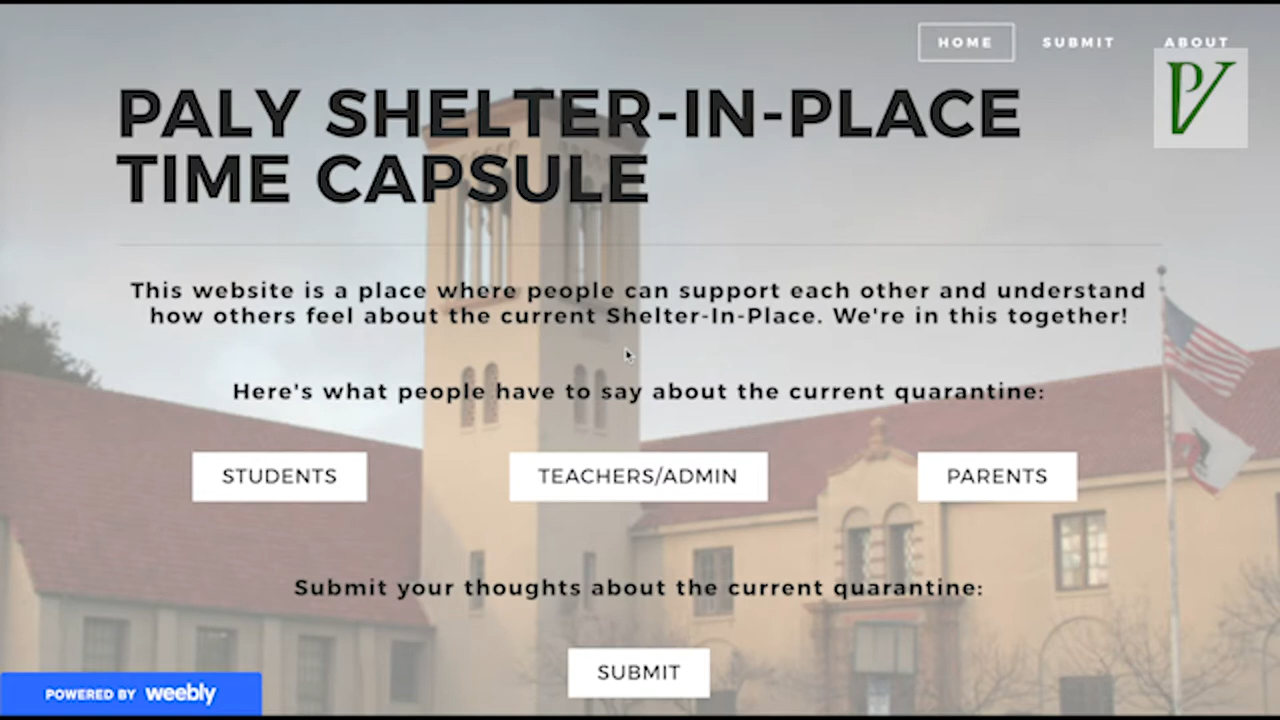 HOME SUBMIT ABOUT
PV
PALY SHELTER-IN-PLACE
TIME CAPSULE
This website is a place where people can support each other and understand
how others feel about the current Shelter-In-Place. We're in this together!
Here's what people have to say about the current quarantine:
STUDENTS TEACHERS/ADMIN PARENTS
Submit your thoughts about the current quarantine:
SUBMIT
POWERED BY weebly